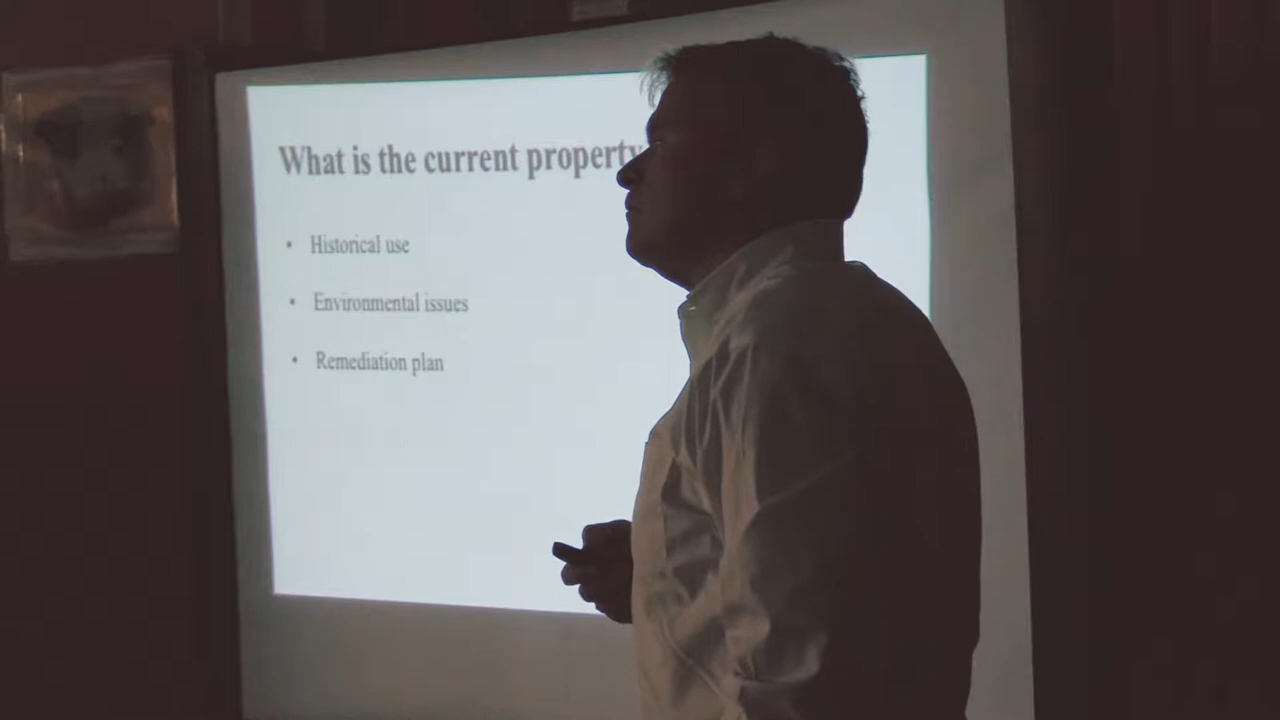 What is the current property
• Historical use
• Environmental issues
• Remediation plan